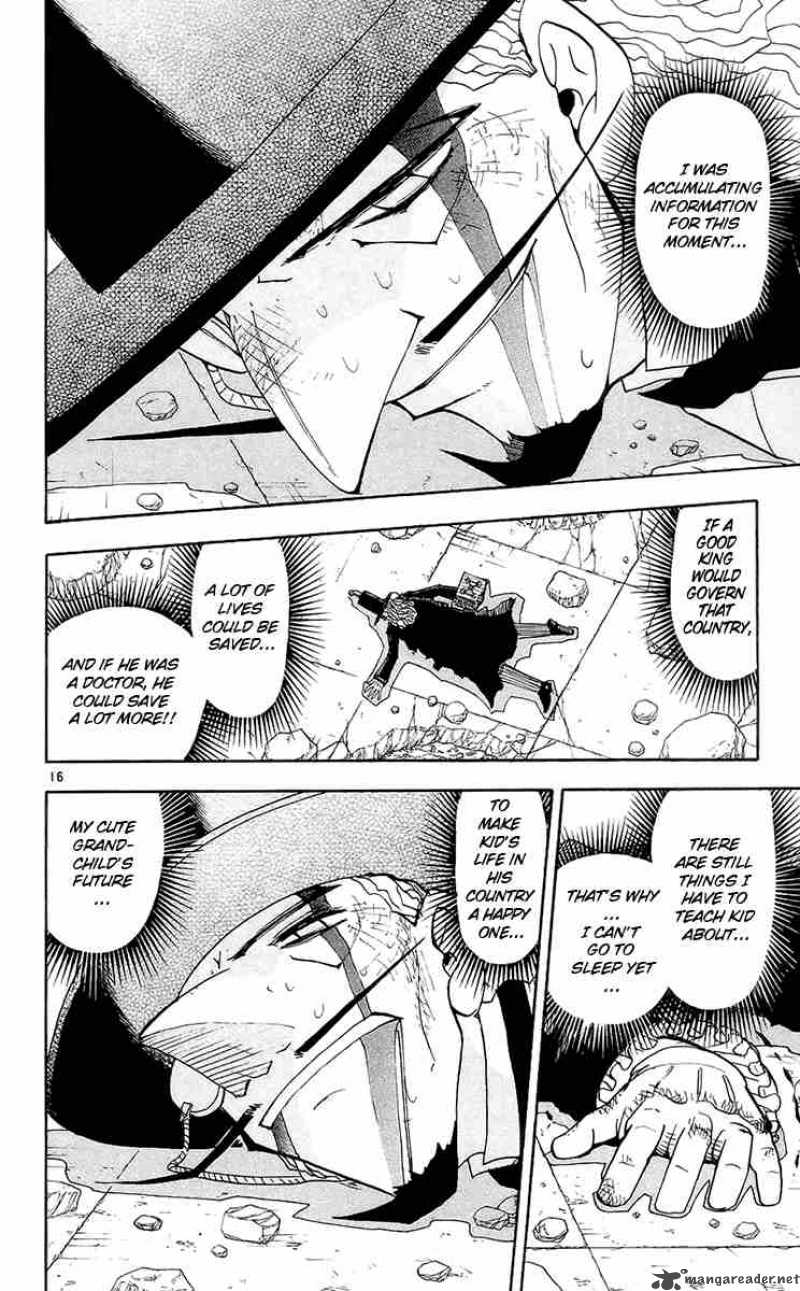 I WAS
ACCUMULATING
INFORMATION
FOR THIS
MOMENT...
IF A
GOOD
KING
WOULD
GOVERN
THAT
COUNTRY,
A LOT OF
LIVES
COULD BE
SAVED...
AND IF HE WAS
A DOCTOR, HE
COULD SAVE
A LOT MORE!!
16
THERE
ARE STILL
THINGS I
HAVE TO
TEACH KID
ABOUT...
THAT'S WHY
...
I CAN'T
GO TO
SLEEP YET
...
TO
MAKE
KID'S
LIFE IN
HIS
COUNTRY
A HAPPY
ONE...
MY CUTE
GRAND-
CHILD'S
FUTURE
...
mangareader.net